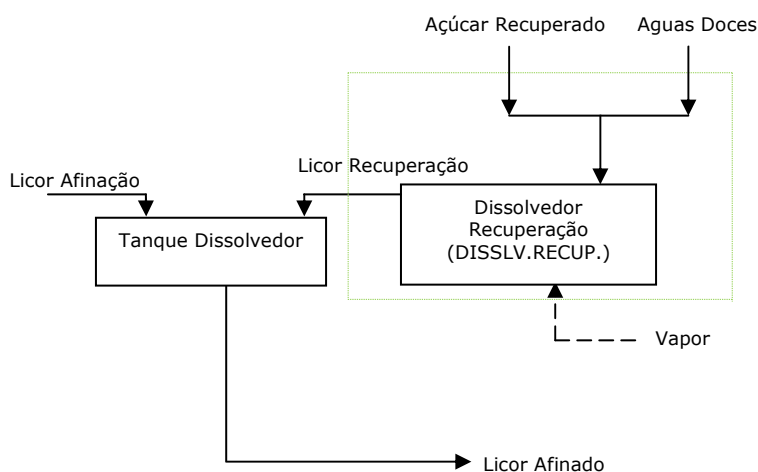 Açúcar Recuperado
Aguas Doces
Licor Recuperação
Licor Afinação
Tanque Dissolvedor
Dissolvedor
Recuperação
(DISSLV.RECUP.)
Vapor
Licor Afinado